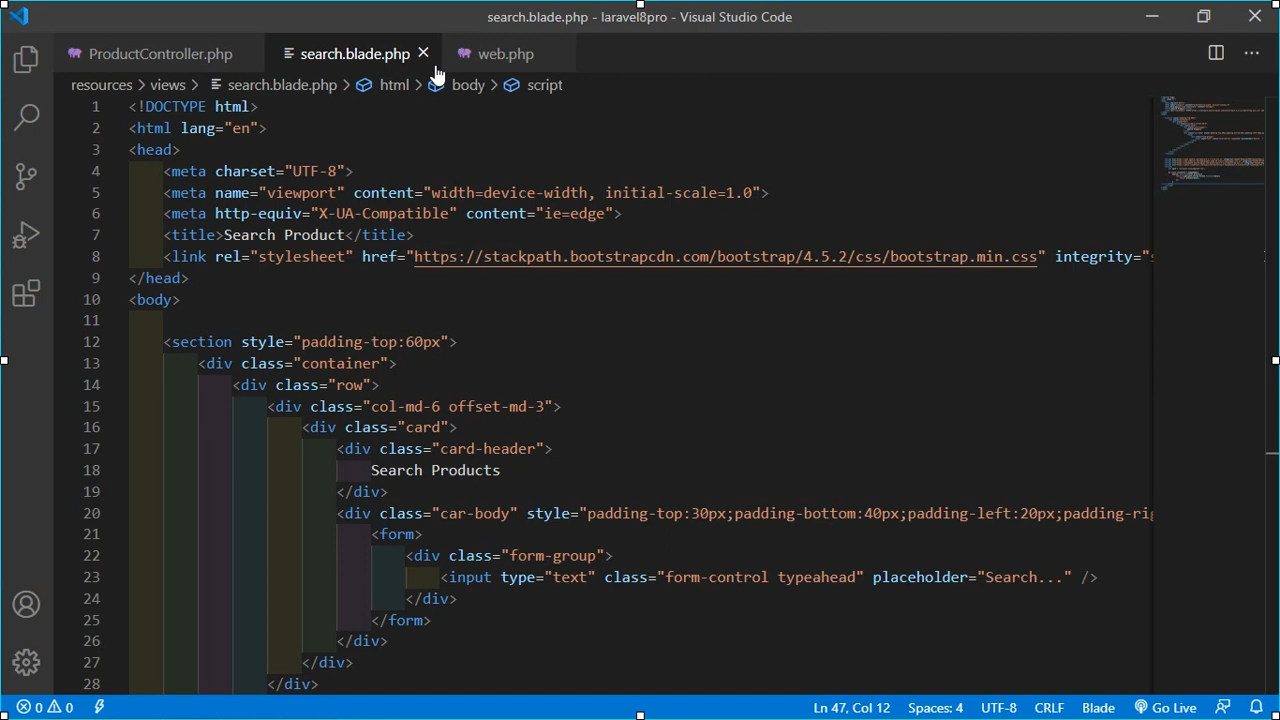 search.blade.php - laravel8pro - Visual Studio Code
ProductController.php search.blade.php web.php
resources > views > search.blade.php > html > body > script
1 <!DOCTYPE html>
2 <html lang="en">
3 <head>
4 <meta charset="UTF-8">
5 <meta name="viewport" content="width=device-width, initial-scale=1.0">
6 <meta http-equiv="X-UA-Compatible" content="ie=edge">
7 <title>Search Product</title>
8 <link rel="stylesheet" href="https://stackpath.bootstrapcdn.com/bootstrap/4.5.2/css/bootstrap.min.css" integrity="
9 </head>
10 <body>
11
12 <section style="padding-top:60px">
13 <div class="container">
14 <div class="row">
15 <div class="col-md-6 offset-md-3">
16 <div class="card">
17 <div class="card-header">
18 Search Products
19 </div>
20 <div class="car-body" style="padding-top:30px;padding-bottom:40px;padding-left:20px;padding-rig
21 <form>
22 <div class="form-group">
23 <input type="text" class="form-control typeahead" placeholder="Search..." />
24 </div>
25 </form>
26 </div>
27 </div>
28 </div>
0 0 Ln 47, Col 12 Spaces: 4 UTF-8 CRLF Blade Go Live